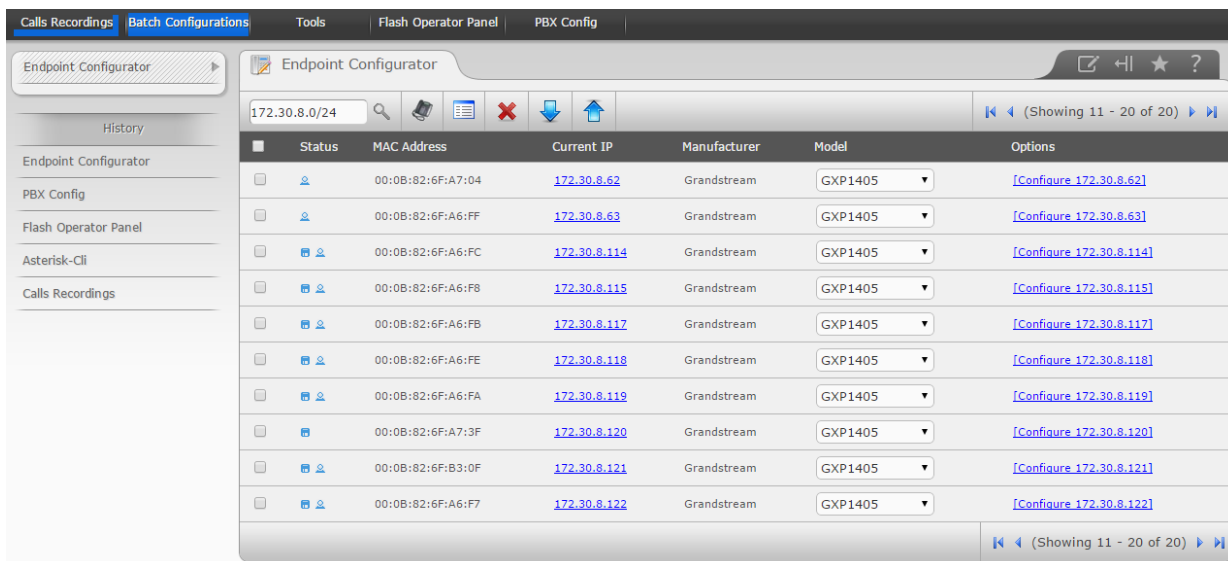 Calls Recordings Batch Configurations Tools Flash Operator Panel PBX Config
Endpoint Configurator
Endpoint Configurator ?
172.30.8.0/24 (Showing 11 - 20 of 20)
History
Endpoint Configurator
PBX Config
Flash Operator Panel
Asterisk-Cli
Calls Recordings
Status MAC Address Current IP Manufacturer Model Options
00:0B:82:6F:A7:04 172.30.8.62 Grandstream GXP1405 [Configure 172.30.8.62]
00:0B:82:6F:A6:FF 172.30.8.63 Grandstream GXP1405 [Configure 172.30.8.63]
00:0B:82:6F:A6:FC 172.30.8.114 Grandstream GXP1405 [Configure 172.30.8.114]
00:0B:82:6F:A6:F8 172.30.8.115 Grandstream GXP1405 [Configure 172.30.8.115]
00:0B:82:6F:A6:FB 172.30.8.117 Grandstream GXP1405 [Configure 172.30.8.117]
00:0B:82:6F:A6:FE 172.30.8.118 Grandstream GXP1405 [Configure 172.30.8.118]
00:0B:82:6F:A6:FA 172.30.8.119 Grandstream GXP1405 [Configure 172.30.8.119]
00:0B:82:6F:A7:3F 172.30.8.120 Grandstream GXP1405 [Configure 172.30.8.120]
00:0B:82:6F:B3:0F 172.30.8.121 Grandstream GXP1405 [Configure 172.30.8.121]
00:0B:82:6F:A6:F7 172.30.8.122 Grandstream GXP1405 [Configure 172.30.8.122]
(Showing 11 - 20 of 20)